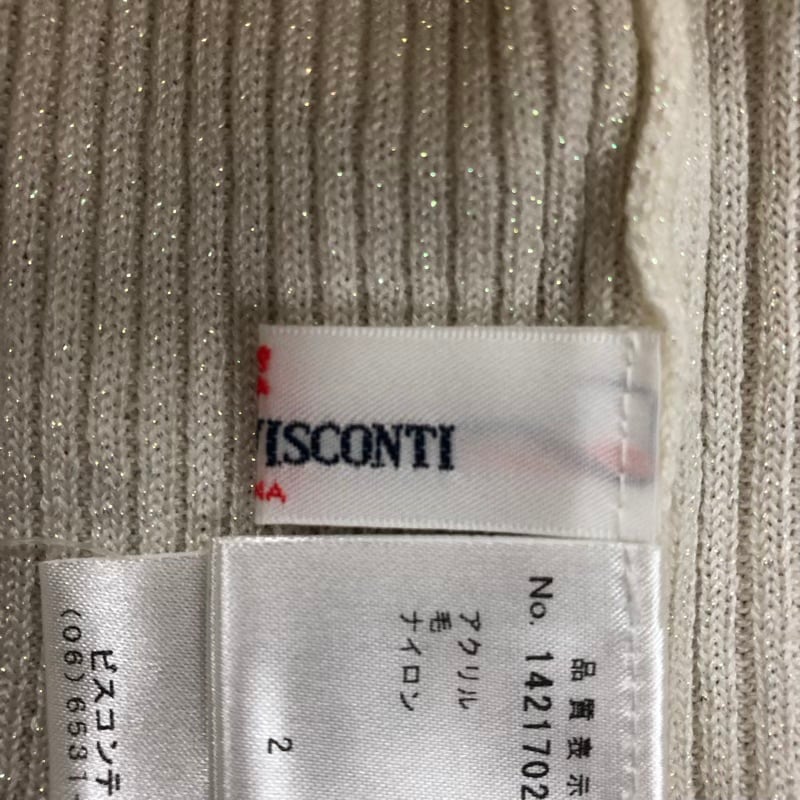 VISCONTI
NA
品質表示
No. 1421702
アクリル
毛
ナイロン
2
ビスコンテ
(06)6531-